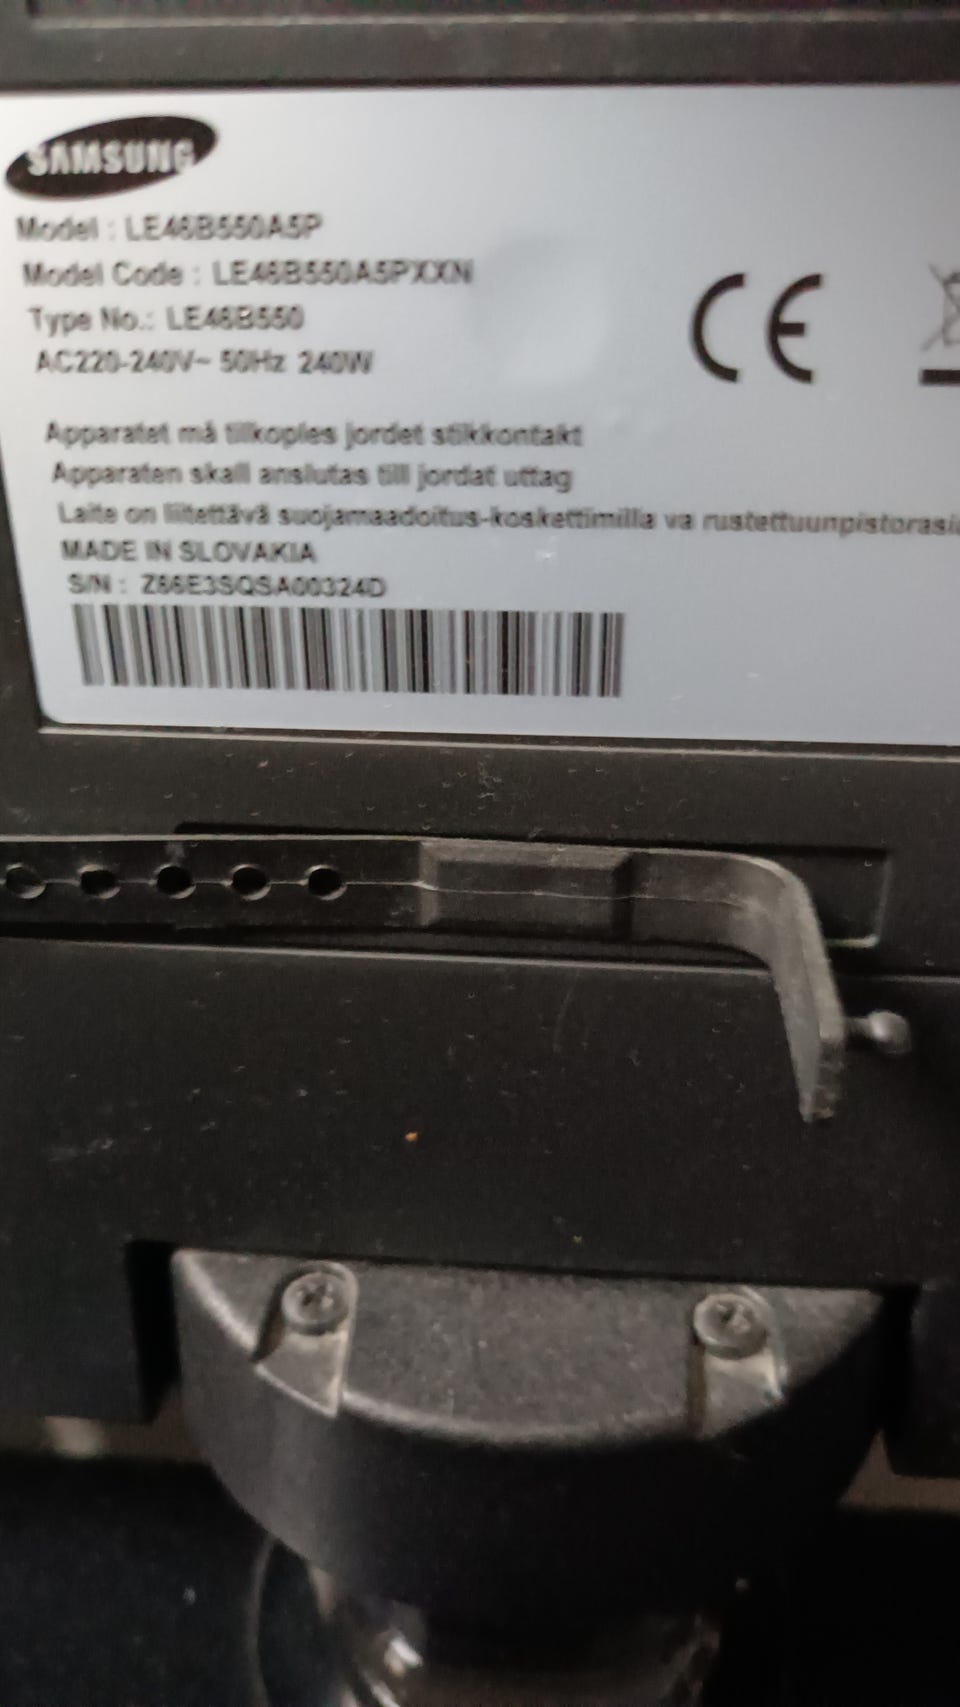 SAMSUNG
Model : LE46B550A5P
Model Code : LE46B550A5PXXN
Type No.: LE46B550
AC220-240V~ 50Hz 240W
CE
Apparatet må tilkoples jordet stikkontakt
Apparaten skall anslutas till jordat uttag
Laite on liitettävä suojamaadoitus-koskettimilla va rustettuunpistorasia
MADE IN SLOVAKIA
S/N : Z66E3SQSA00324D